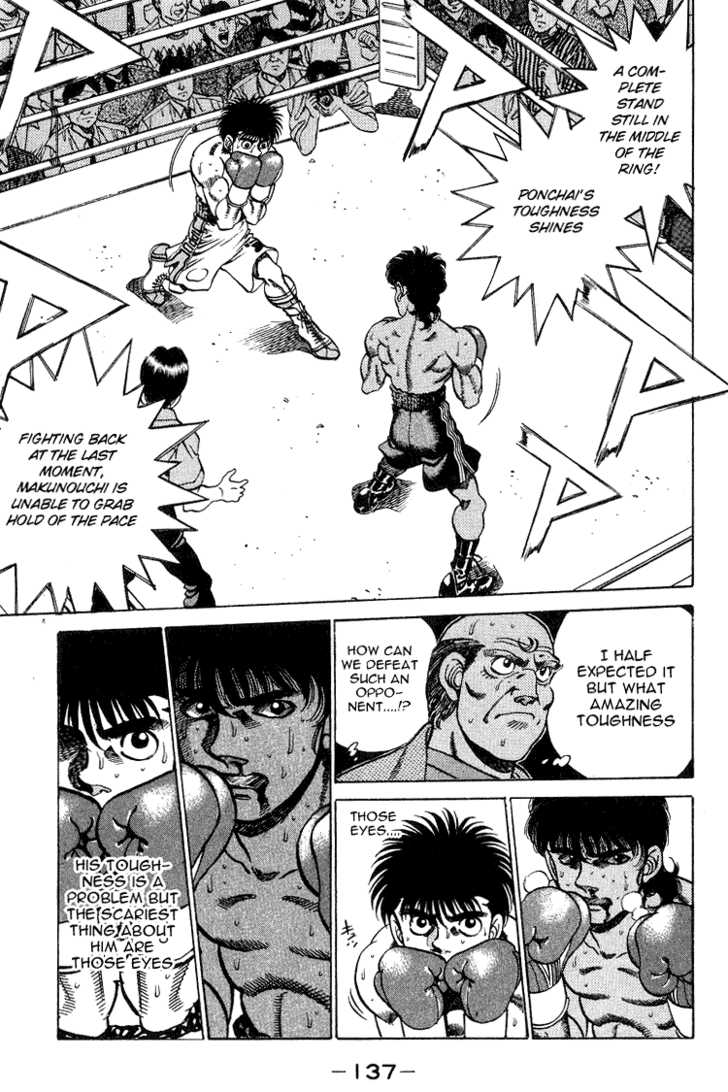 A COM-
PLETE
STAND
STILL IN
THE MIDDLE
OF THE
RING!
PONCHAI'S
TOUGHNESS
SHINES
FIGHTING BACK
AT THE LAST
MOMENT,
MAKUNOUCHI IS
UNABLE TO GRAB
HOLD OF THE PACE
I HALF
EXPECTED IT
BUT WHAT
AMAZING
TOUGHNESS
HOW CAN
WE DEFEAT
SUCH AN
OPPO-
NENT....!?
THOSE
EYES....
HIS TOUGH-
NESS IS A
PROBLEM BUT
THE SCARIEST
THING ABOUT
HIM ARE
THOSE EYES
-137-